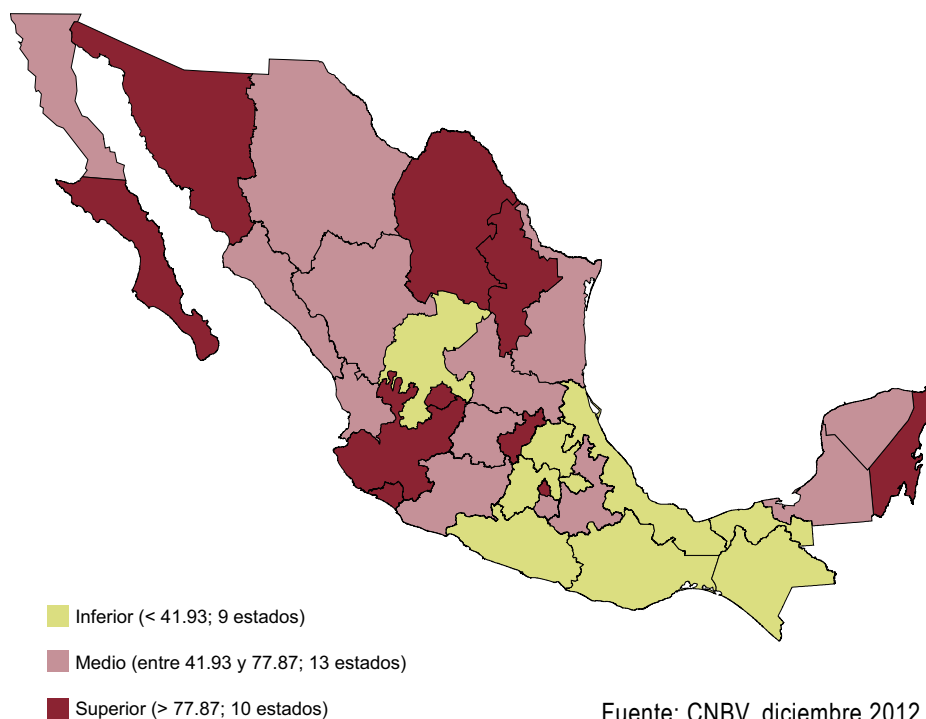 Inferior (< 41.93; 9 estados)
Medio (entre 41.93 y 77.87; 13 estados)
Superior (> 77.87; 10 estados)
Fuente: CNBV, diciembre 2012